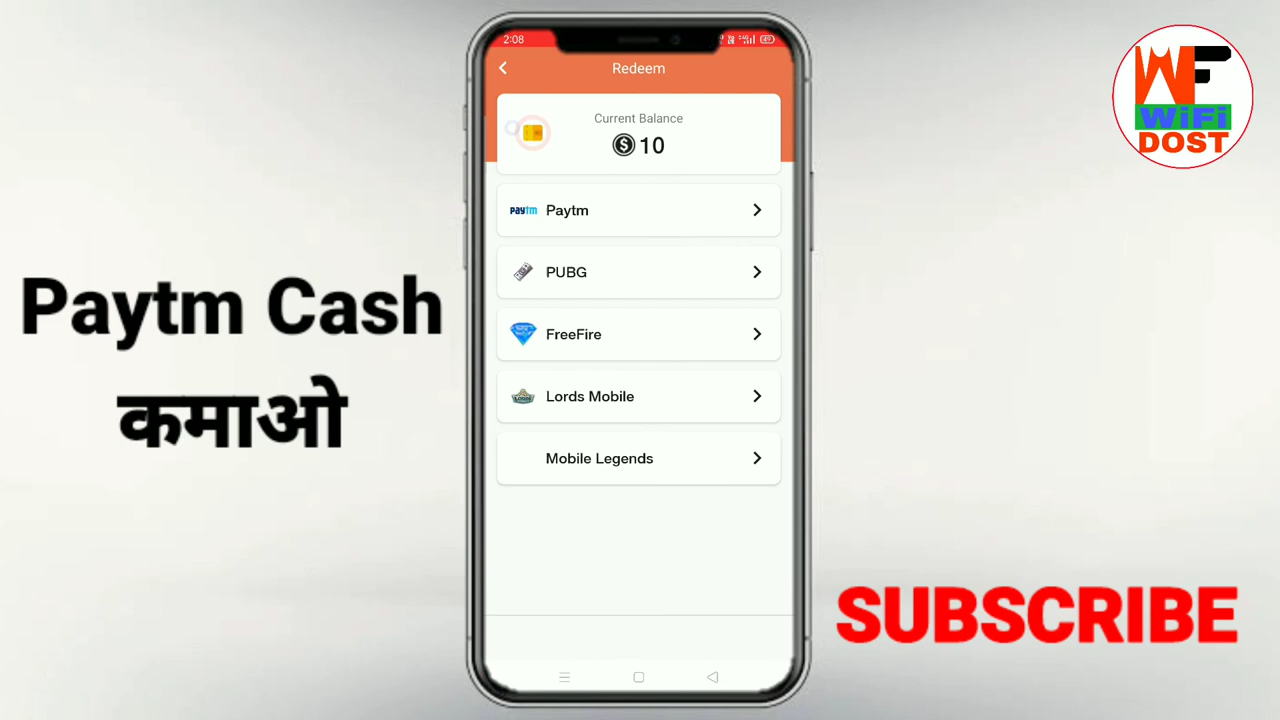 2:08
Redeem
Current Balance
10
Paytm
Paytm
PUBG
FreeFire
Lords Mobile
Mobile Legends
Paytm Cash
कमाओ
WF
WiFi
DOST
SUBSCRIBE